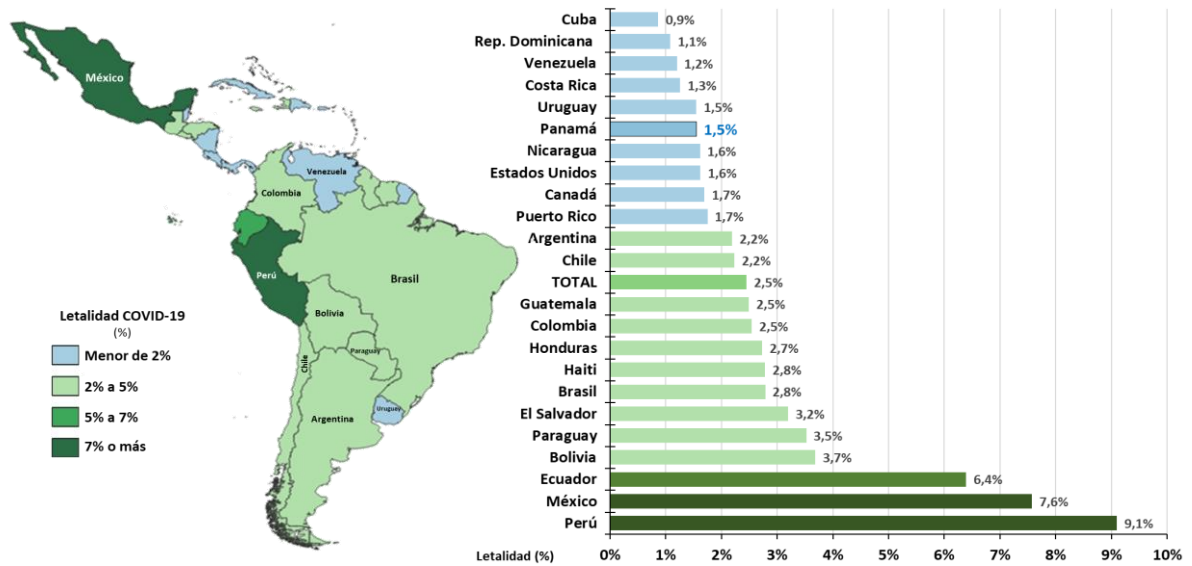 México
Venezuela
Colombia
Perú
Brasil
Bolivia
Paraguay
Chile
Uruguay
Argentina
Letalidad COVID-19
(%)
Menor de 2%
2% a 5%
5% a 7%
7% o más
Cuba 0,9%
Rep. Dominicana 1,1%
Venezuela 1,2%
Costa Rica 1,3%
Uruguay 1,5%
Panamá 1,5%
Nicaragua 1,6%
Estados Unidos 1,6%
Canadá 1,7%
Puerto Rico 1,7%
Argentina 2,2%
Chile 2,2%
TOTAL 2,5%
Guatemala 2,5%
Colombia 2,5%
Honduras 2,7%
Haiti 2,8%
Brasil 2,8%
El Salvador 3,2%
Paraguay 3,5%
Bolivia 3,7%
Ecuador 6,4%
México 7,6%
Perú 9,1%
Letalidad (%) 0% 1% 2% 3% 4% 5% 6% 7% 8% 9% 10%